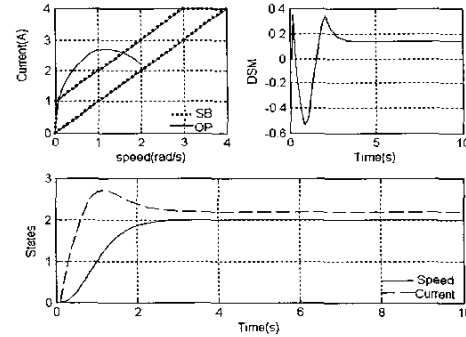 4
3
2
1
0
Current(A)
SB
OP
0 1 2 3 4
speed(rad/s)
0.4
0.2
0
-0.2
-0.4
-0.6
DSM
0 5 10
Time(s)
3
2
1
0
States
Speed
Current
0 2 4 6 8 10
Time(s)